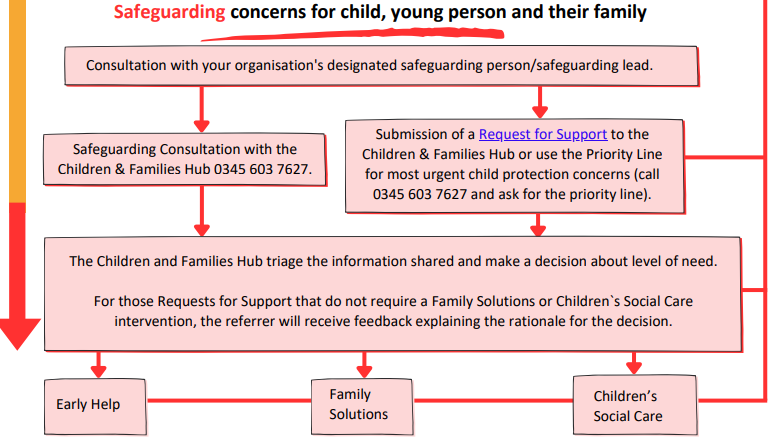 Safeguarding concerns for child, young person and their family
Consultation with your organisation's designated safeguarding person/safeguarding lead.
Safeguarding Consultation with the
Children & Families Hub 0345 603 7627.
Submission of a Request for Support to the
Children & Families Hub or use the Priority Line
for most urgent child protection concerns (call
0345 603 7627 and ask for the priority line).
The Children and Families Hub triage the information shared and make a decision about level of need.
For those Requests for Support that do not require a Family Solutions or Children`s Social Care
intervention, the referrer will receive feedback explaining the rationale for the decision.
Early Help
Family
Solutions
Children’s
Social Care